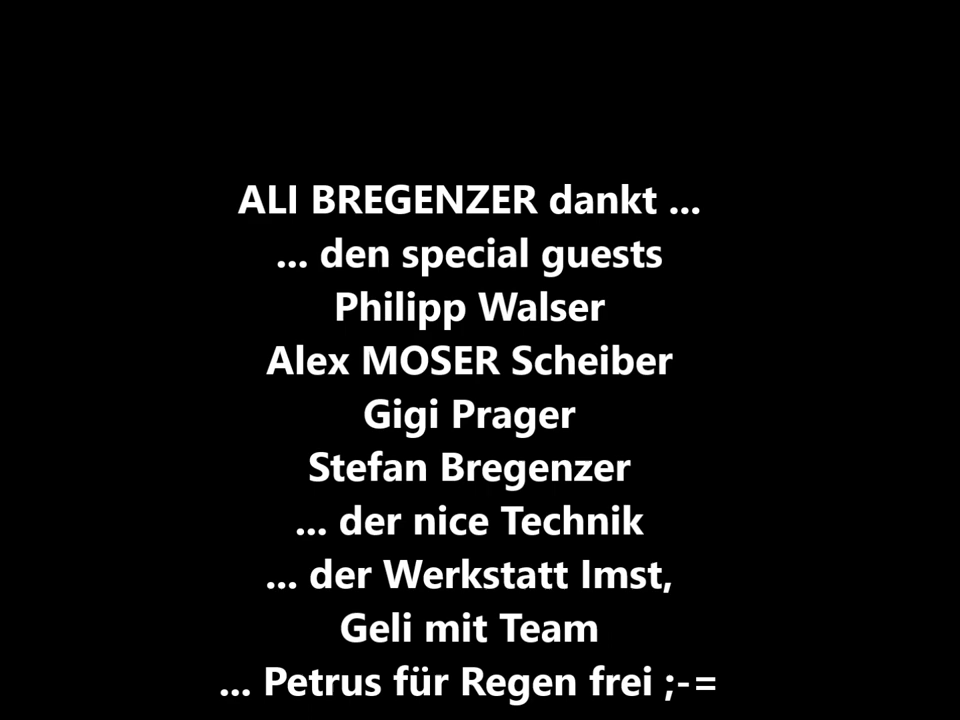 ALI BREGENZER dankt ...
... den special guests
Philipp Walser
Alex MOSER Scheiber
Gigi Prager
Stefan Bregenzer
... der nice Technik
... der Werkstatt Imst,
Geli mit Team
... Petrus für Regen frei ;-=